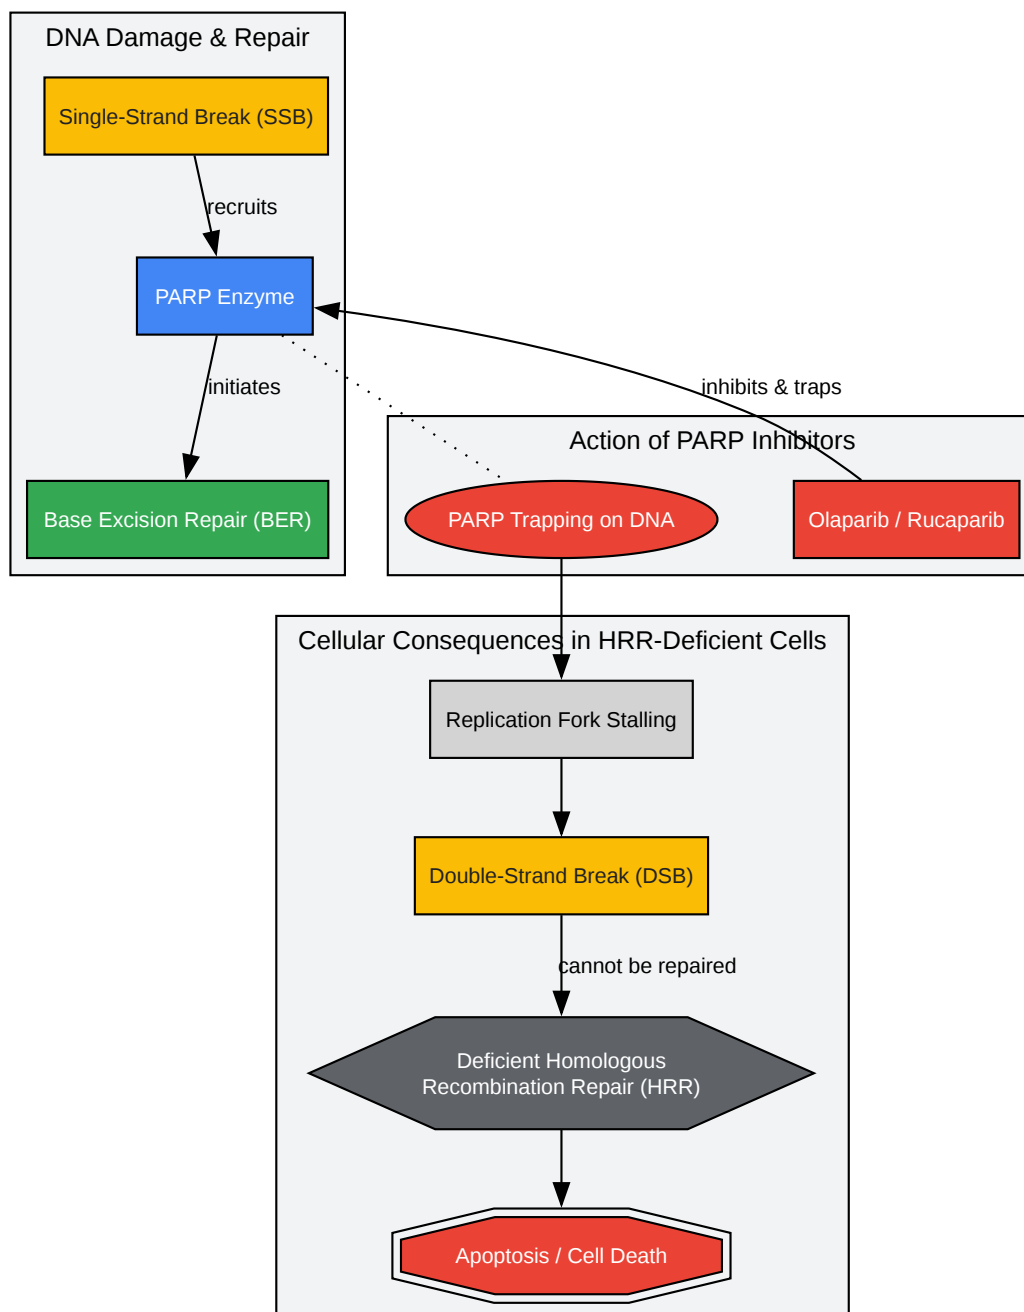 DNA Damage & Repair
Single-Strand Break (SSB)
recruits
PARP Enzyme
initiates
Base Excision Repair (BER)
inhibits & traps
Action of PARP Inhibitors
PARP Trapping on DNA
Olaparib / Rucaparib
Cellular Consequences in HRR-Deficient Cells
Replication Fork Stalling
Double-Strand Break (DSB)
cannot be repaired
Deficient Homologous
Recombination Repair (HRR)
Apoptosis / Cell Death